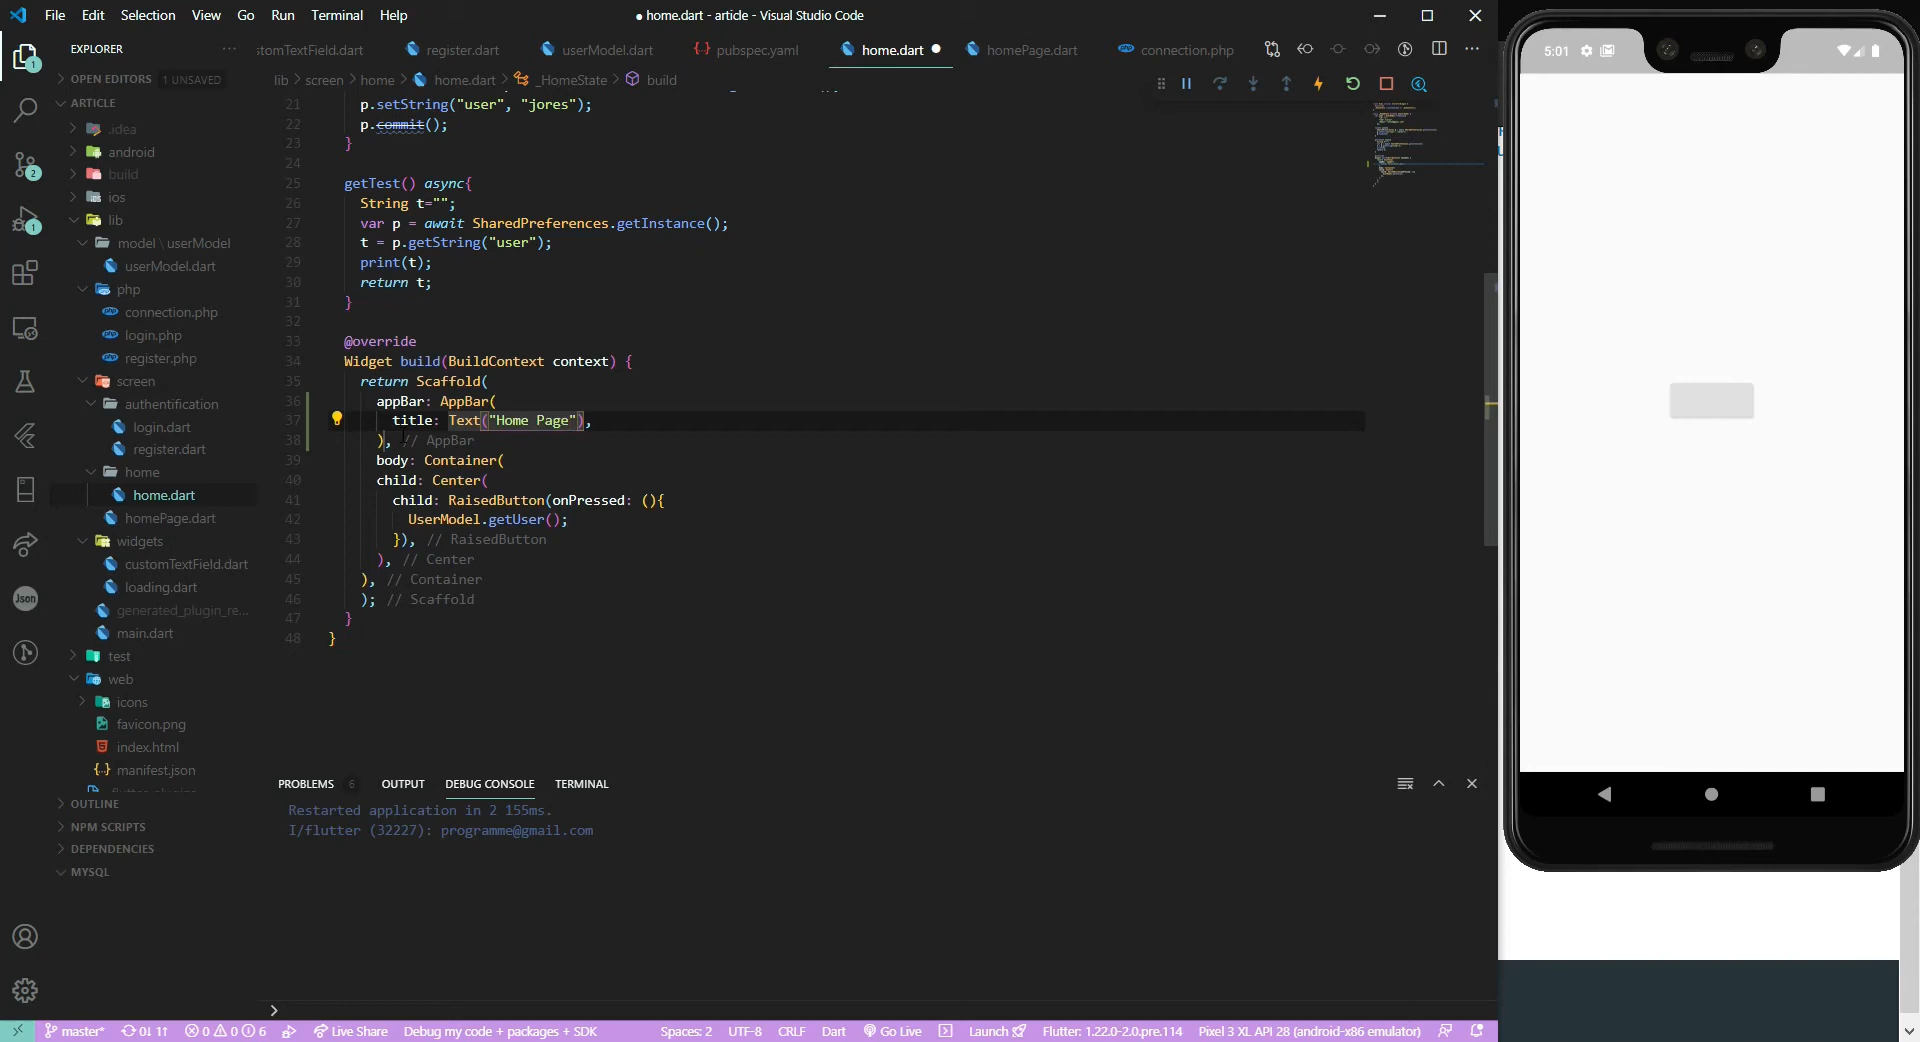 File Edit Selection View Go Run Terminal Help
● home.dart - article - Visual Studio Code
5:01
EXPLORER
stomTextField.dart register.dart userModel.dart pubspec.yaml home.dart homePage.dart connection.php
OPEN EDITORS 1 UNSAVED
lib > screen > home > home.dart > _HomeState > build
ARTICLE
.idea
android
build
ios
lib
model \ userModel
userModel.dart
php
connection.php
login.php
register.php
screen
authentification
login.dart
register.dart
home
home.dart
homePage.dart
widgets
customTextField.dart
loading.dart
generated_plugin_re...
main.dart
test
web
icons
favicon.png
index.html
manifest.json
OUTLINE
NPM SCRIPTS
DEPENDENCIES
MYSQL
21 p.setString("user", "jores");
22 p.commit();
23 }
24
25 getTest() async{
26 String t="";
27 var p = await SharedPreferences.getInstance();
28 t = p.getString("user");
29 print(t);
30 return t;
31 }
32
33 @override
34 Widget build(BuildContext context) {
35 return Scaffold(
36 appBar: AppBar(
37 title: Text("Home Page"),
38 ), // AppBar
39 body: Container(
40 child: Center(
41 child: RaisedButton(onPressed: (){
42 UserModel.getUser();
43 }), // RaisedButton
44 ), // Center
45 ), // Container
46 ); // Scaffold
47 }
48 }
PROBLEMS 6 OUTPUT DEBUG CONSOLE TERMINAL
Restarted application in 2 155ms.
I/flutter (32227): programme@gmail.com
master* 0↓ 1↑ 0 0 6 Live Share Debug my code + packages + SDK Spaces: 2 UTF-8 CRLF Dart Go Live Launch Flutter: 1.22.0-2.0.pre.114 Pixel 3 XL API 28 (android-x86 emulator)